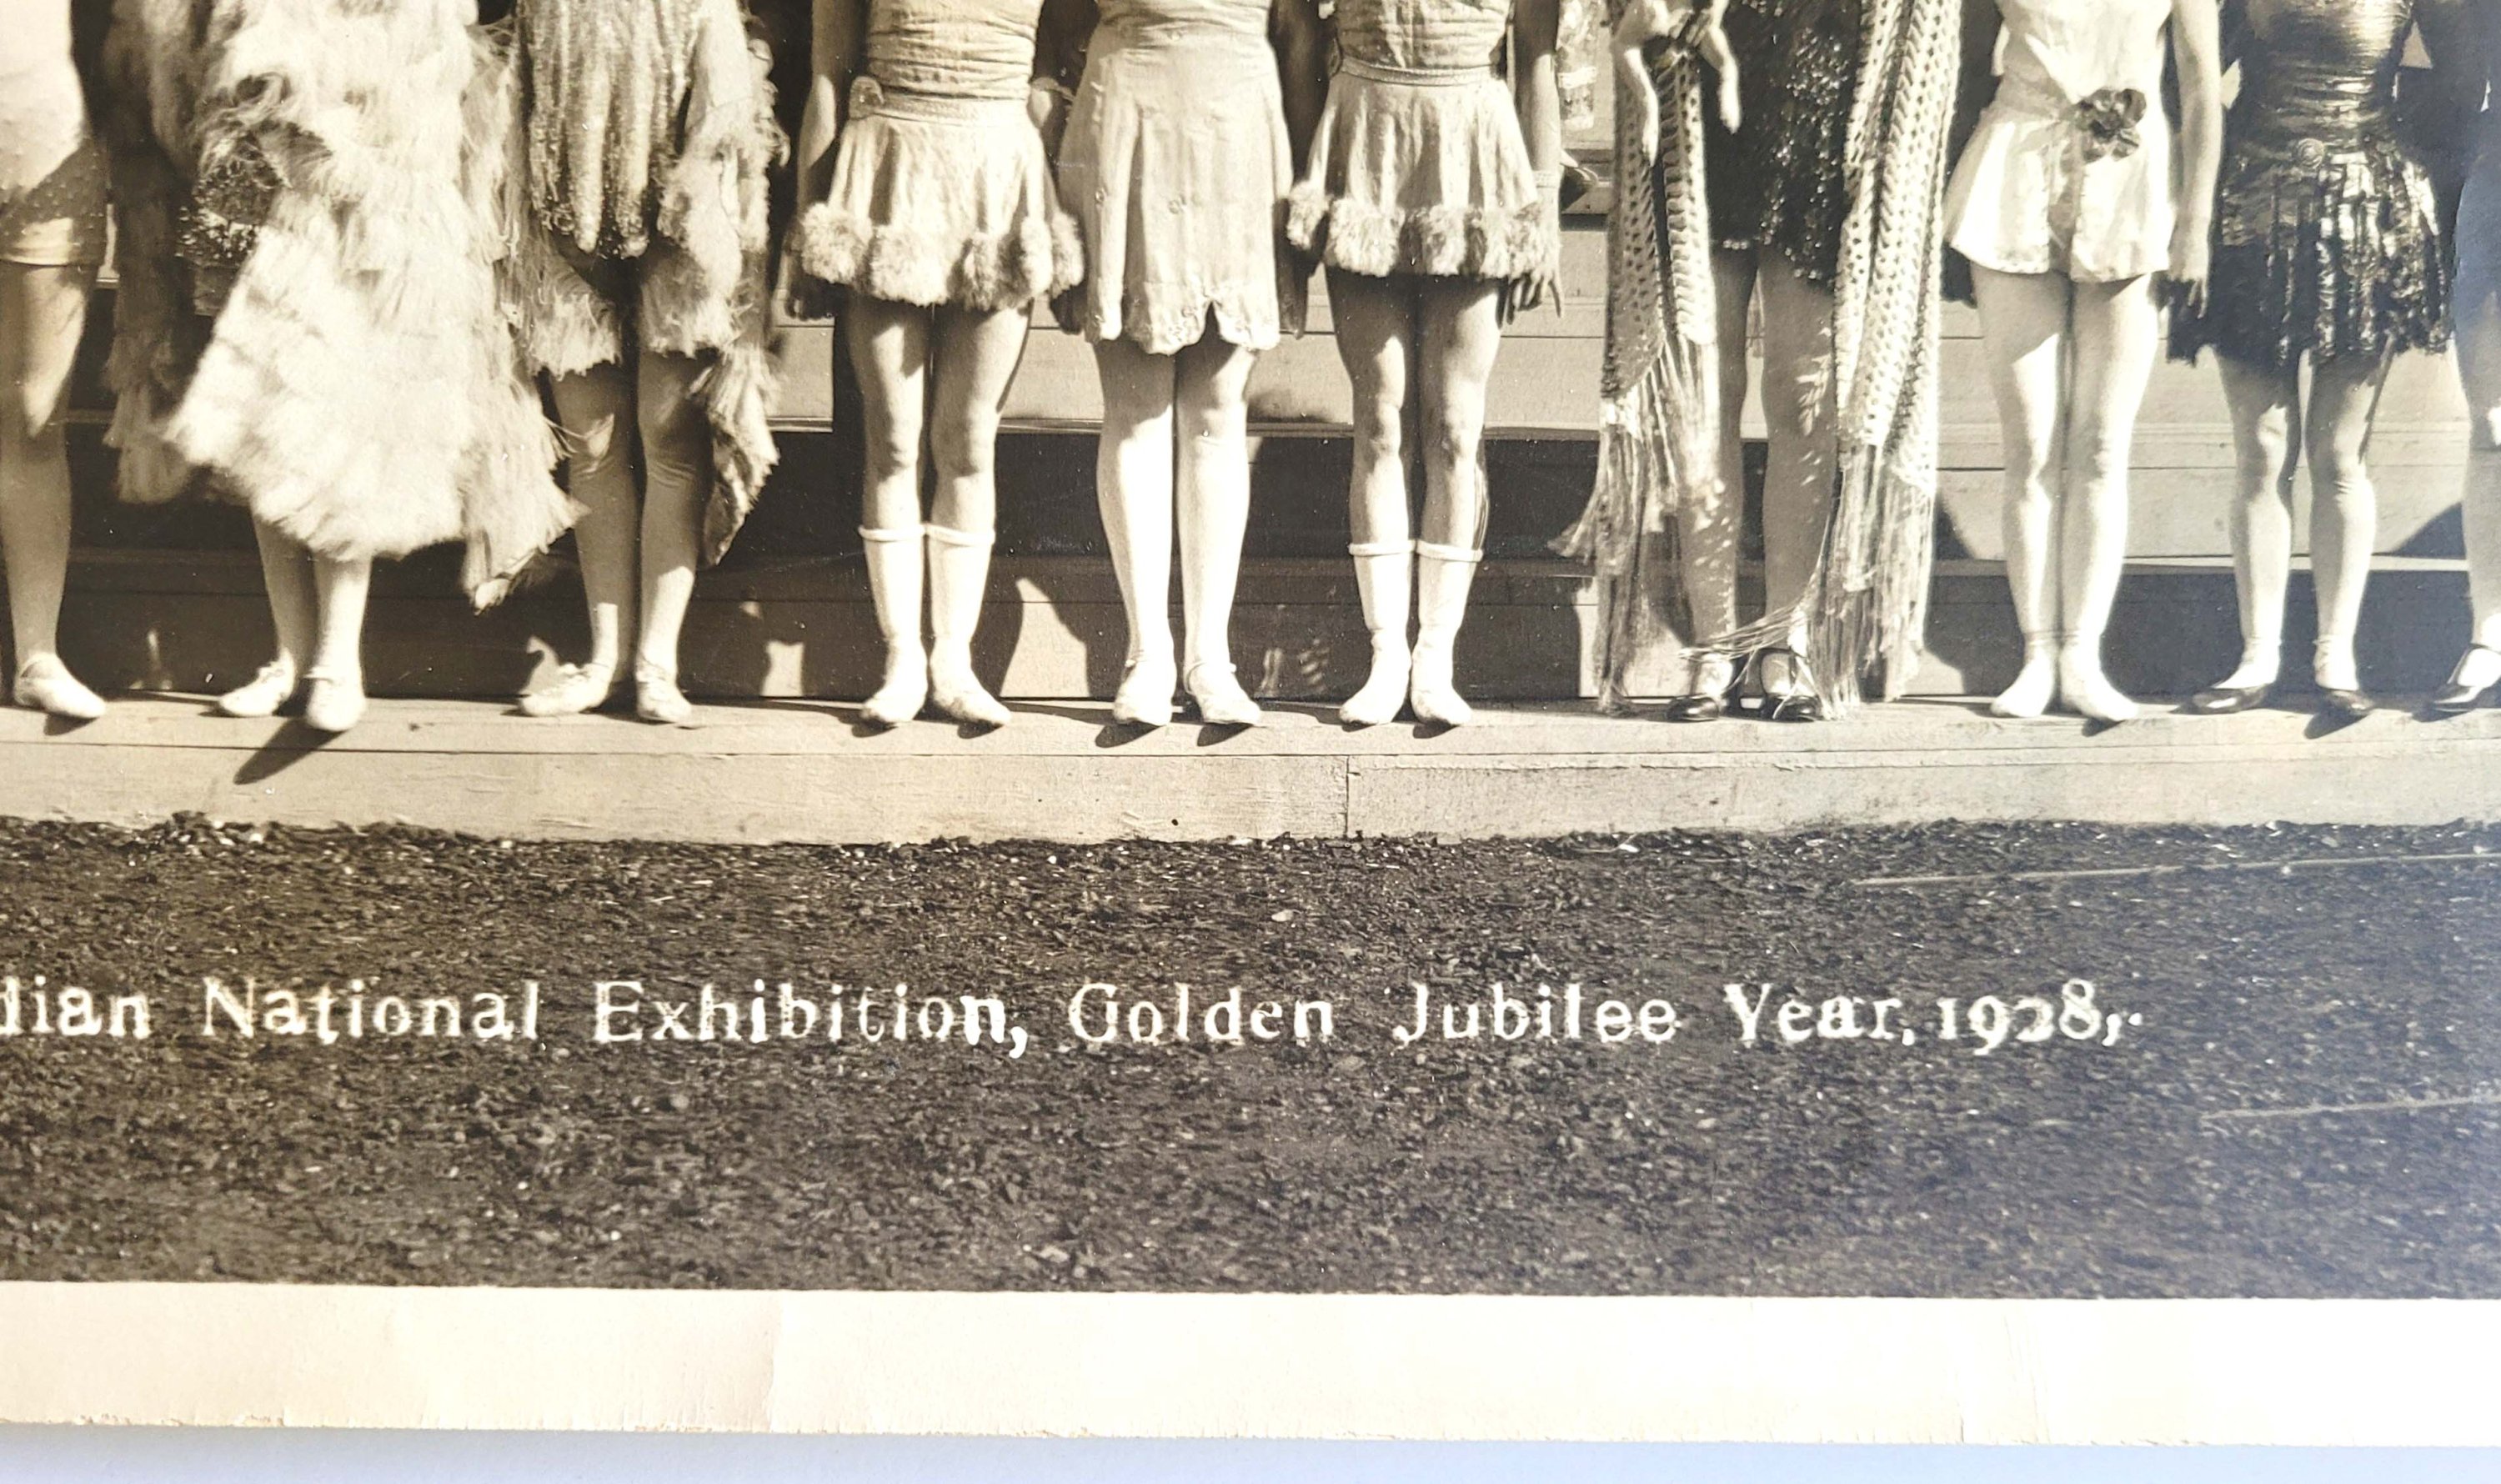 dian National Exhibition, Golden Jubilee Year, 1928,.